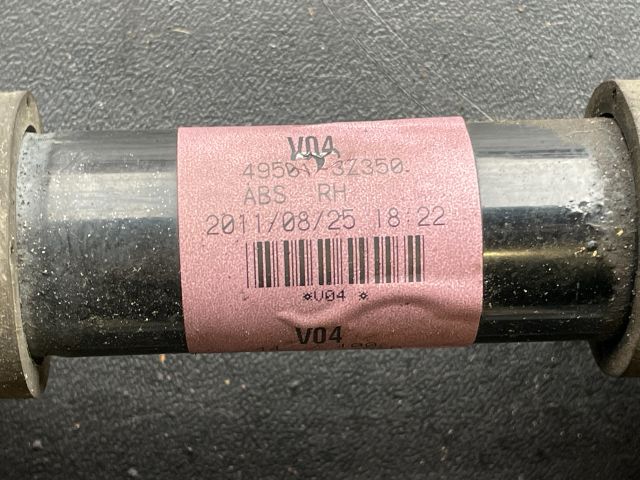 V04
49501-3Z350.
ABS RH
2011/08/25 18:22
*V04 *
V04